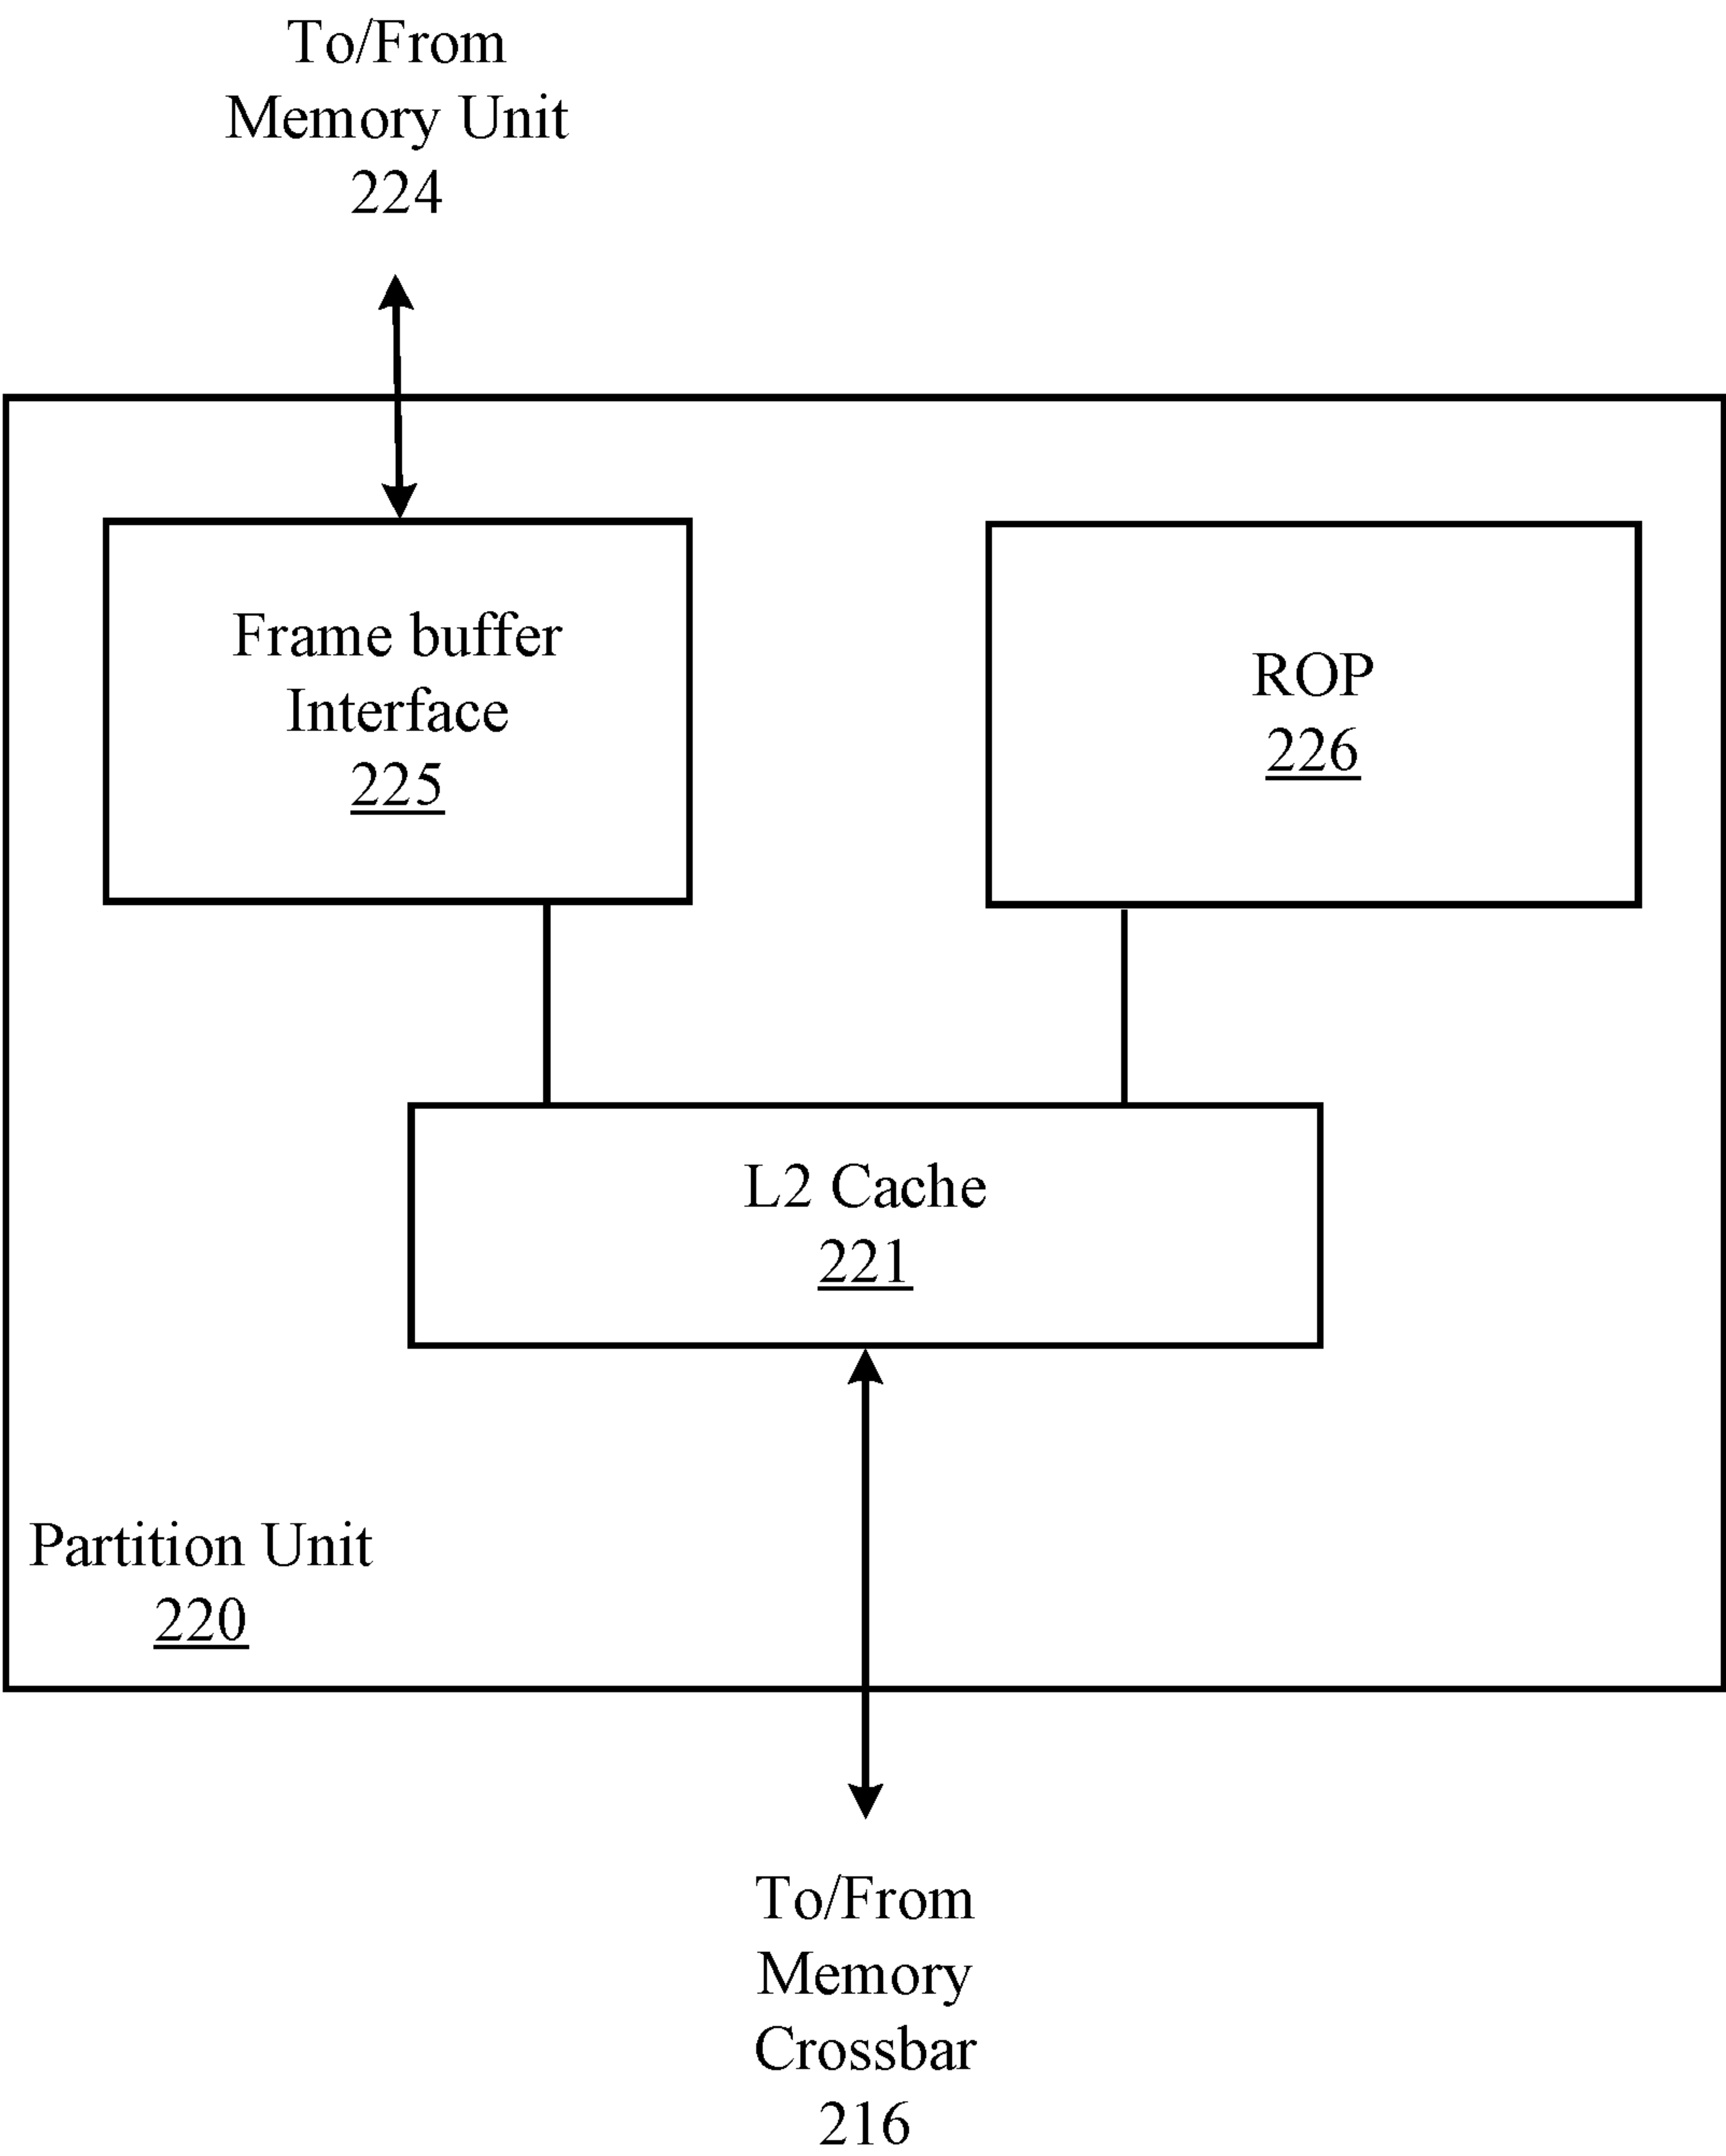 To/From
Memory Unit
224
Frame buffer
Interface
225
ROP
226
L2 Cache
221
Partition Unit
220
To/From
Memory
Crossbar
216